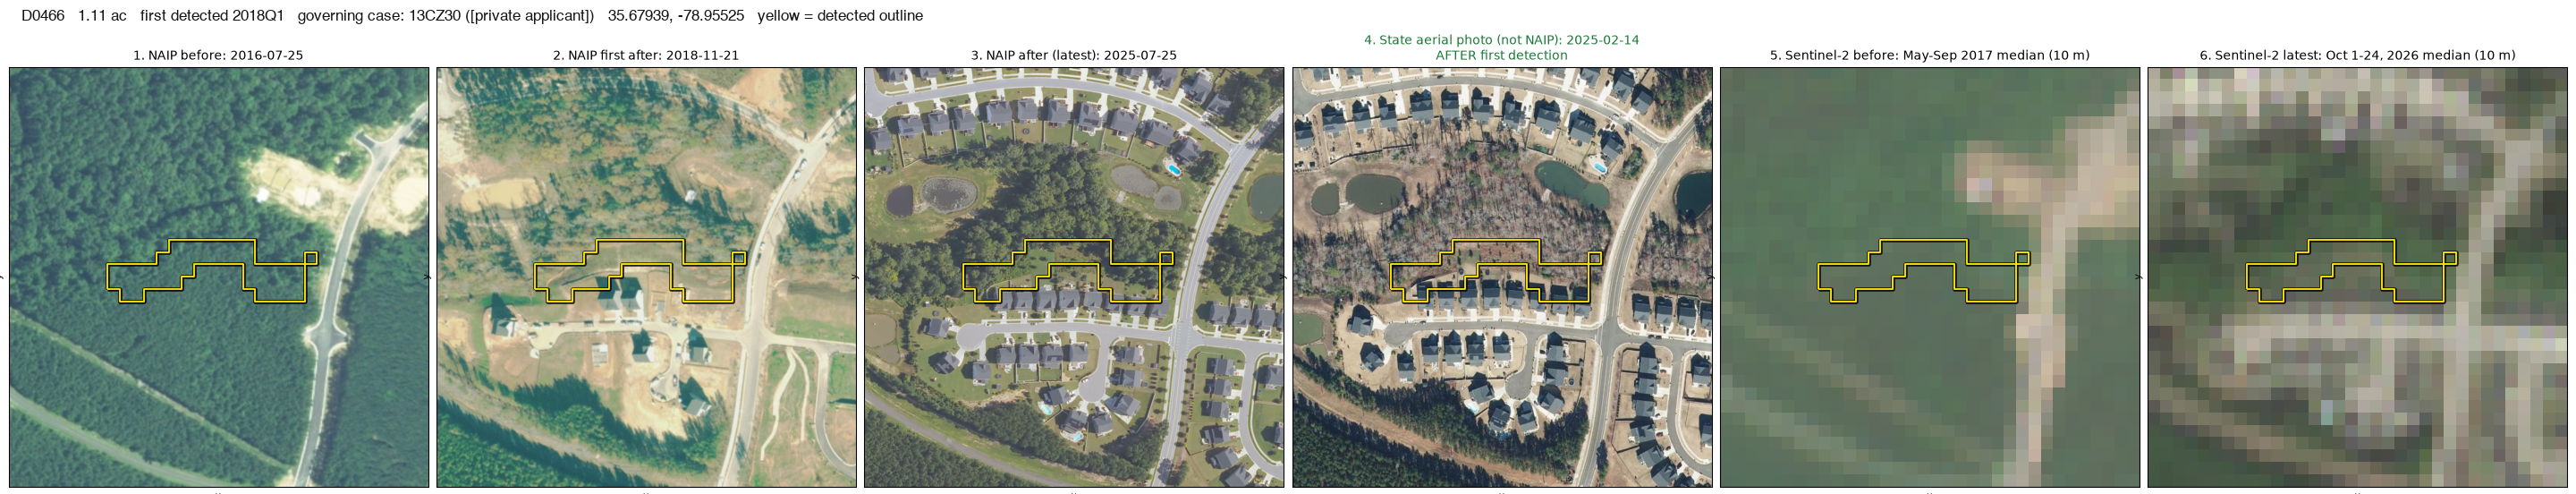 D0466   1.11 ac   first detected 2018Q1   governing case: 13CZ30 ([private applicant])   35.67939, -78.95525   yellow = detected outline
1. NAIP before: 2016-07-25
2. NAIP first after: 2018-11-21
3. NAIP after (latest): 2025-07-25
4. State aerial photo (not NAIP): 2025-02-14
AFTER first detection
5. Sentinel-2 before: May-Sep 2017 median (10 m)
6. Sentinel-2 latest: Oct 1-24, 2026 median (10 m)